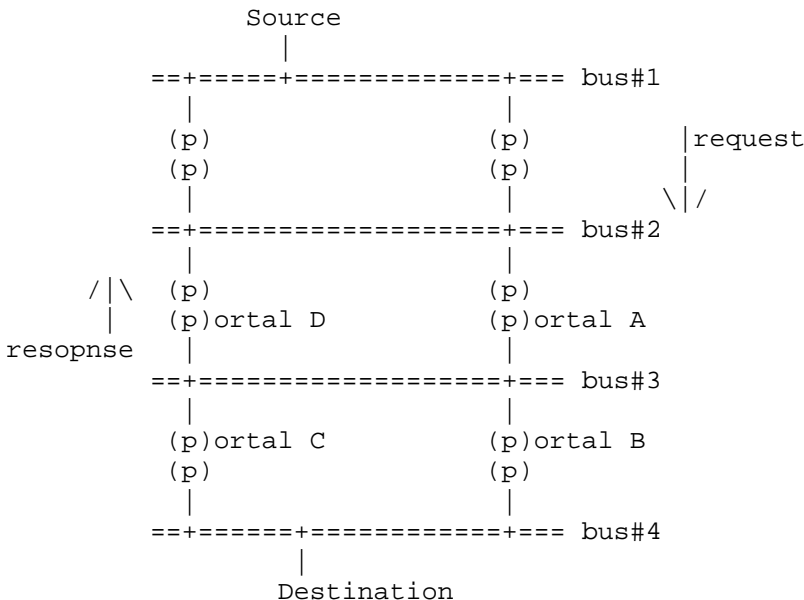 Source
|
==+=====+=============+=== bus#1
| |
(p) (p) |request
(p) (p) |
| | \|/
==+===================+=== bus#2
| |
/|\ (p) (p)
| (p)ortal D (p)ortal A
resopnse | |
==+===================+=== bus#3
| |
(p)ortal C (p)ortal B
(p) (p)
| |
==+======+============+=== bus#4
|
Destination